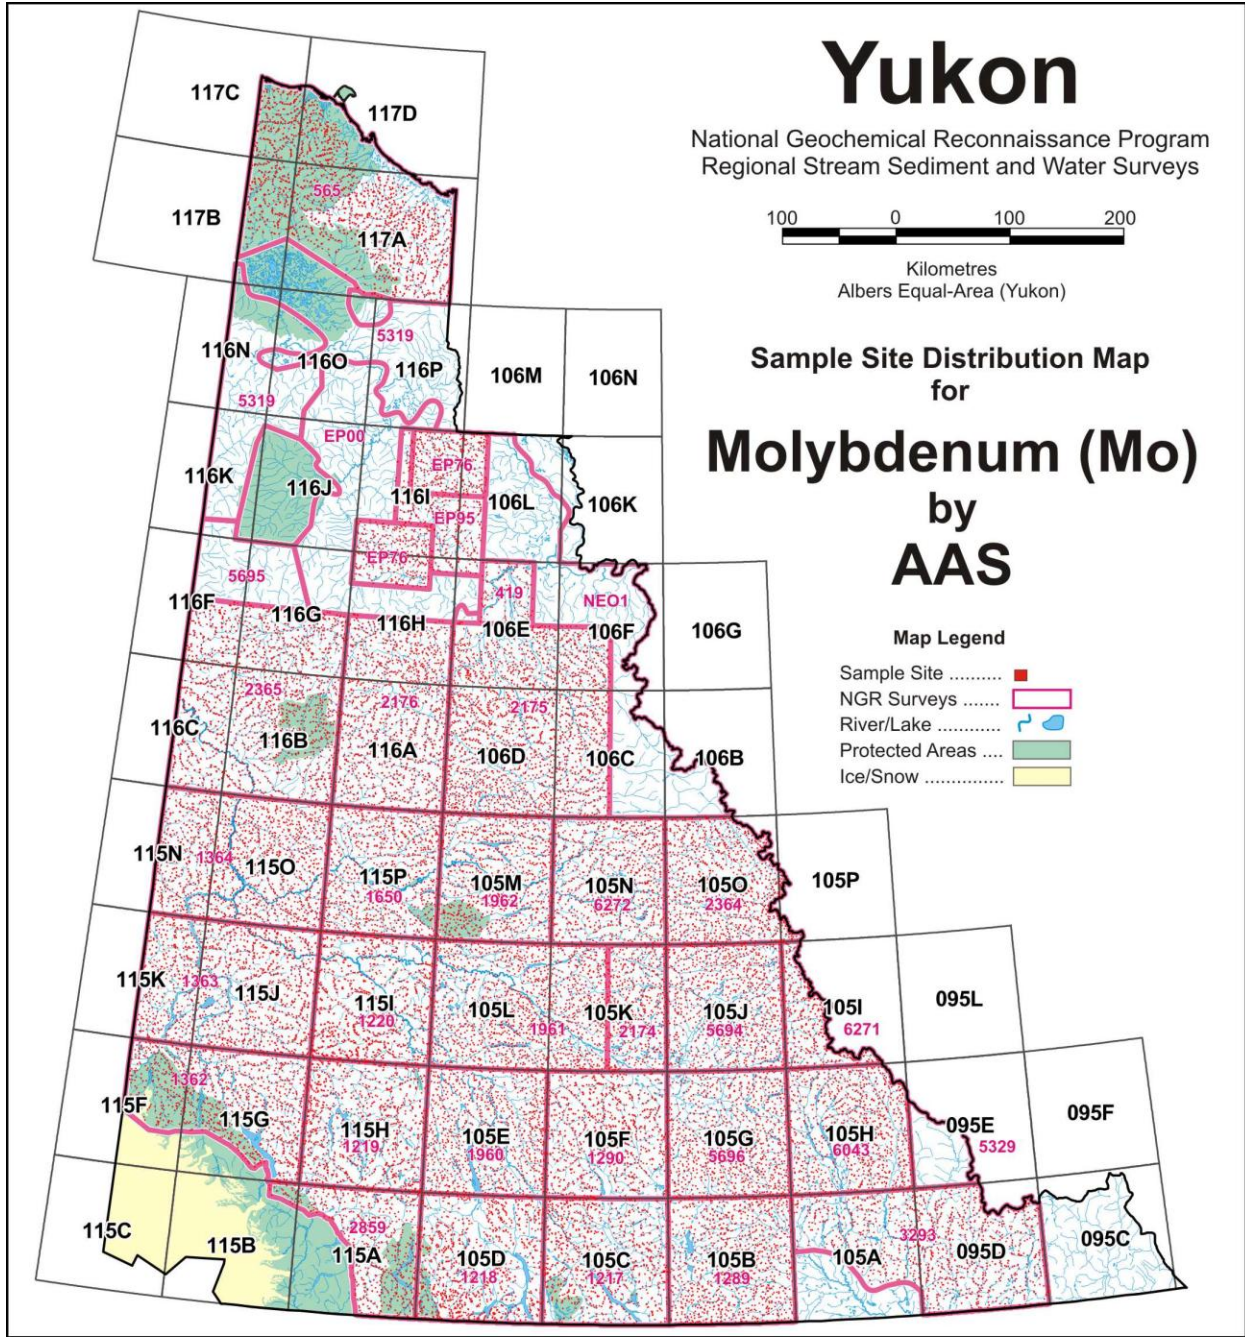 Yukon
National Geochemical Reconnaissance Program
Regional Stream Sediment and Water Surveys
100 0 100 200
Kilometres
Albers Equal-Area (Yukon)
Sample Site Distribution Map
for
Molybdenum (Mo)
by
AAS
Map Legend
Sample Site ..........
NGR Surveys .......
River/Lake ............
Protected Areas ....
Ice/Snow ...............
117C
117D
565
117B
117A
5319
116N
116O
116P
106M
106N
5319
EP00
EP76
116K
116J
116I
106L
106K
EP95
EP76
5695
419
NEO1
116F
116G
116H
106E
106F
106G
2365
2176
2175
116C
116B
116A
106D
106C
106B
115N
1364
115O
115P
1650
105M
1962
105N
6272
105O
2364
105P
115K
1363
115J
115I
1220
105L
1961
105K
2174
105J
5694
105I
6271
095L
1362
115F
115G
115H
1219
105E
1960
105F
1290
105G
5696
105H
6043
095E
5329
095F
115C
115B
2859
115A
105D
1218
105C
1217
105B
1289
105A
3293
095D
095C